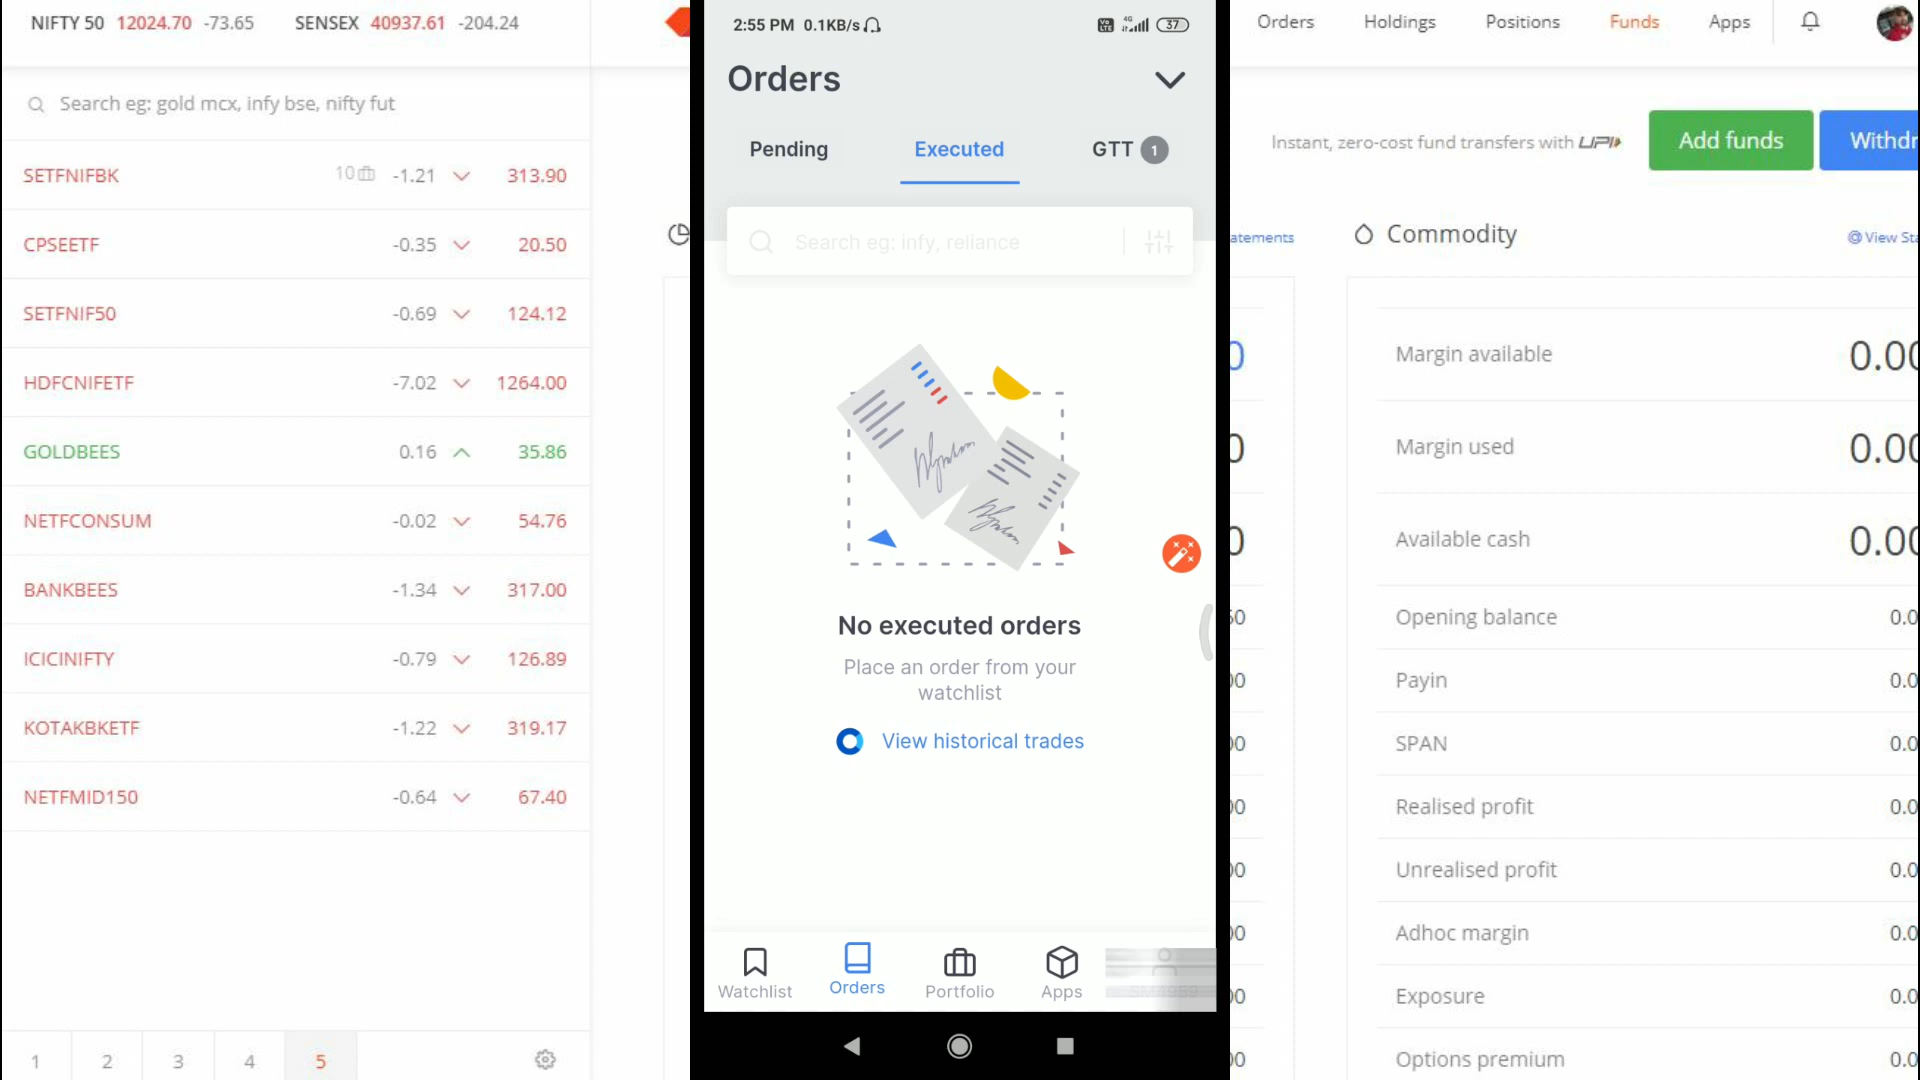 NIFTY 50 12024.70 -73.65 SENSEX 40937.61 -204.24
Search eg: gold mcx, infy bse, nifty fut
SETFNIFBK 10 -1.21 313.90
CPSEETF -0.35 20.50
SETFNIF50 -0.69 124.12
HDFCNIFETF -7.02 1264.00
GOLDBEES 0.16 35.86
NETFCONSUM -0.02 54.76
BANKBEES -1.34 317.00
ICICINIFTY -0.79 126.89
KOTAKBKETF -1.22 319.17
NETFMID150 -0.64 67.40
1 2 3 4 5
2:55 PM 0.1KB/s 4G 37
Orders
Pending Executed GTT 1
Search eg: infy, reliance
No executed orders
Place an order from your
watchlist
View historical trades
Watchlist Orders Portfolio Apps
Orders Holdings Positions Funds Apps
Instant, zero-cost fund transfers with UPI Add funds Withdr
atements Commodity View Sta
Margin available 0.00
Margin used 0.00
Available cash 0.00
Opening balance 0.0
Payin 0.0
SPAN 0.0
Realised profit 0.0
Unrealised profit 0.0
Adhoc margin 0.0
Exposure 0.0
Options premium 0.0